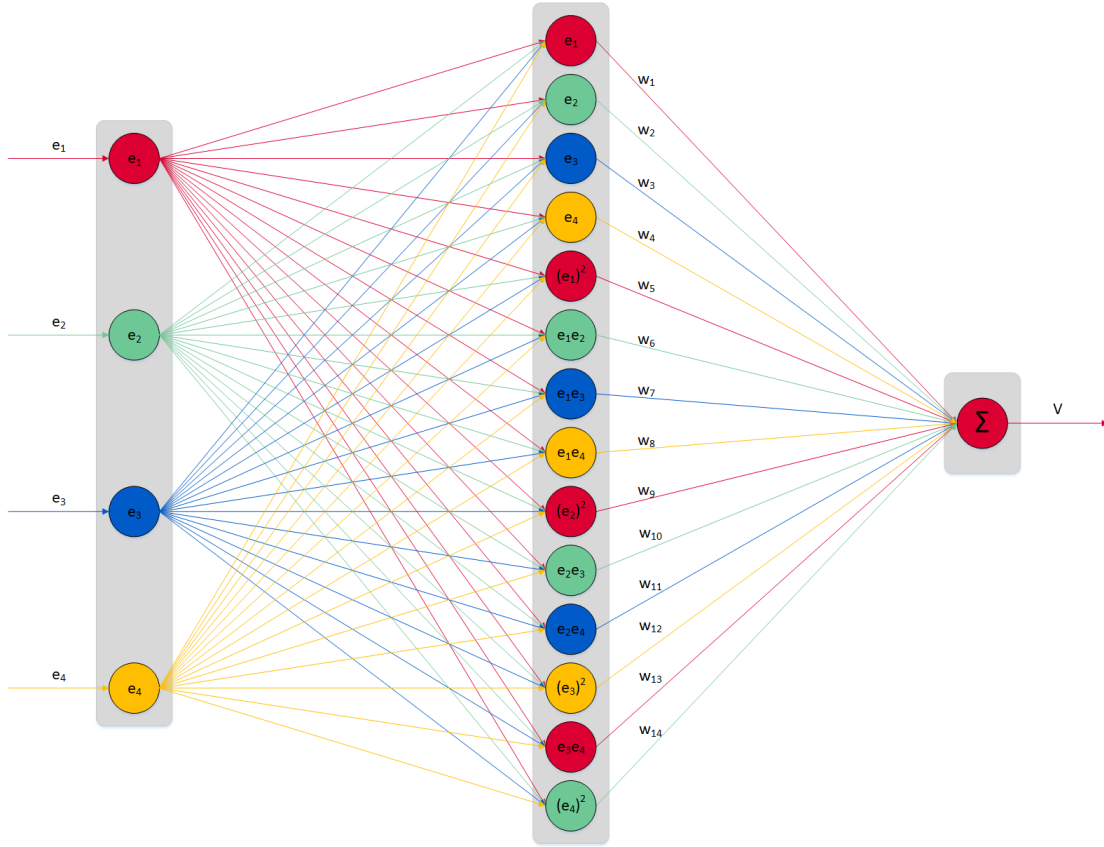 e₁
e₂
e₃
e₄
e₁
e₂
e₃
e₄
e₁
e₂
e₃
e₄
(e₁)²
e₁e₂
e₁e₃
e₁e₄
(e₂)²
e₂e₃
e₂e₄
(e₃)²
e₃e₄
(e₄)²
w₁
w₂
w₃
w₄
w₅
w₆
w₇
w₈
w₉
w₁₀
w₁₁
w₁₂
w₁₃
w₁₄
Σ
V